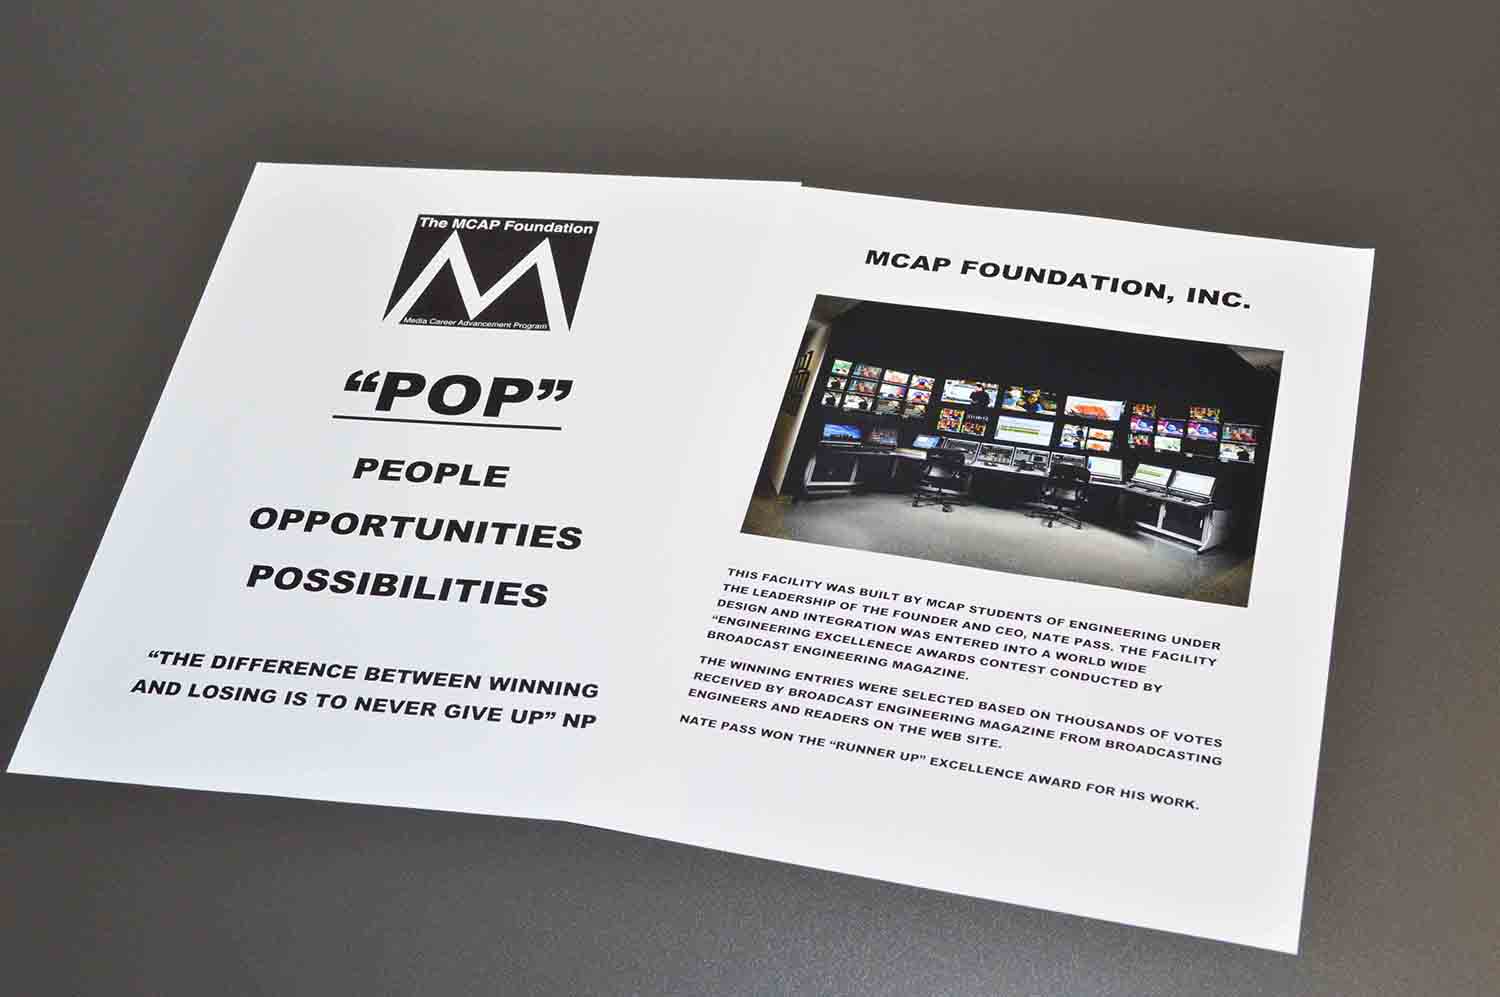 The MCAP Foundation
Media Career Advancement Program
“POP”
PEOPLE
OPPORTUNITIES
POSSIBILITIES
“THE DIFFERENCE BETWEEN WINNING
AND LOSING IS TO NEVER GIVE UP” NP
MCAP FOUNDATION, INC.
THIS FACILITY WAS BUILT BY MCAP STUDENTS OF ENGINEERING UNDER
THE LEADERSHIP OF THE FOUNDER AND CEO, NATE PASS. THE FACILITY
DESIGN AND INTEGRATION WAS ENTERED INTO A WORLD WIDE
“ENGINEERING EXCELLENECE AWARDS CONTEST CONDUCTED BY
BROADCAST ENGINEERING MAGAZINE.
THE WINNING ENTRIES WERE SELECTED BASED ON THOUSANDS OF VOTES
RECEIVED BY BROADCAST ENGINEERING MAGAZINE FROM BROADCASTING
ENGINEERS AND READERS ON THE WEB SITE.
NATE PASS WON THE “RUNNER UP” EXCELLENCE AWARD FOR HIS WORK.